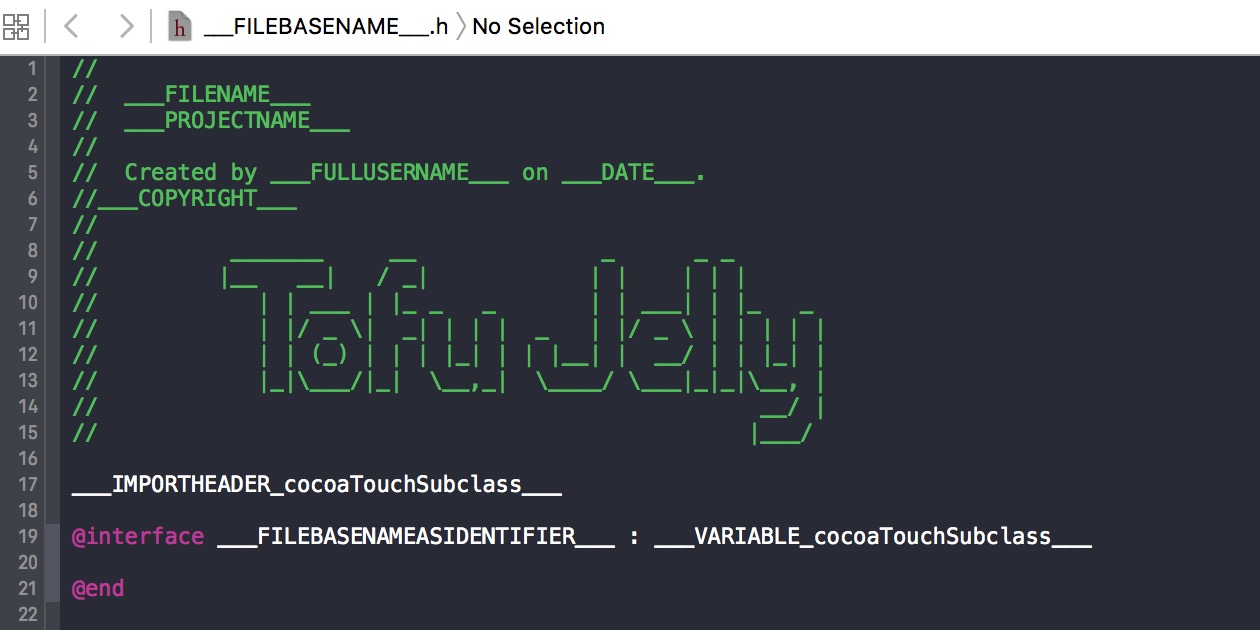 ___FILEBASENAME___.h 〉No Selection
1 //
2 //  ___FILENAME___
3 //  ___PROJECTNAME___
4 //
5 //  Created by ___FULLUSERNAME___ on ___DATE___.
6 //___COPYRIGHT___
7 //
8 //
9 //
10 //
11 //
12 //
13 //
14 //
15 //
Tofu Jelly
16
17 ___IMPORTHEADER_cocoaTouchSubclass___
18
19 @interface ___FILEBASENAMEASIDENTIFIER___ : ___VARIABLE_cocoaTouchSubclass___
20
21 @end
22